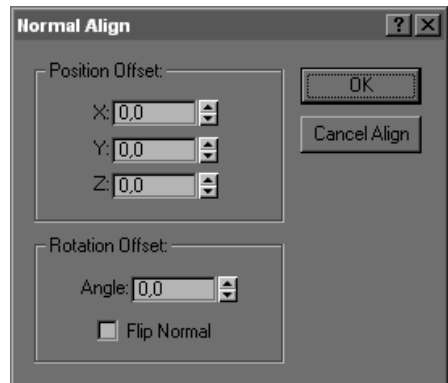 Normal Align
Position Offset:
X: 0,0
Y: 0,0
Z: 0,0
OK
Cancel Align
Rotation Offset:
Angle: 0,0
Flip Normal